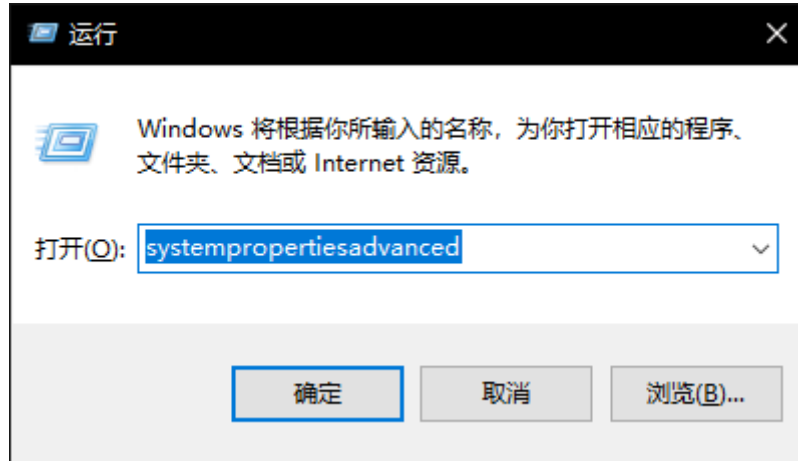 运行
Windows 将根据你所输入的名称，为你打开相应的程序、
文件夹、文档或 Internet 资源。
打开(O): systempropertiesadvanced
确定 取消 浏览(B)...